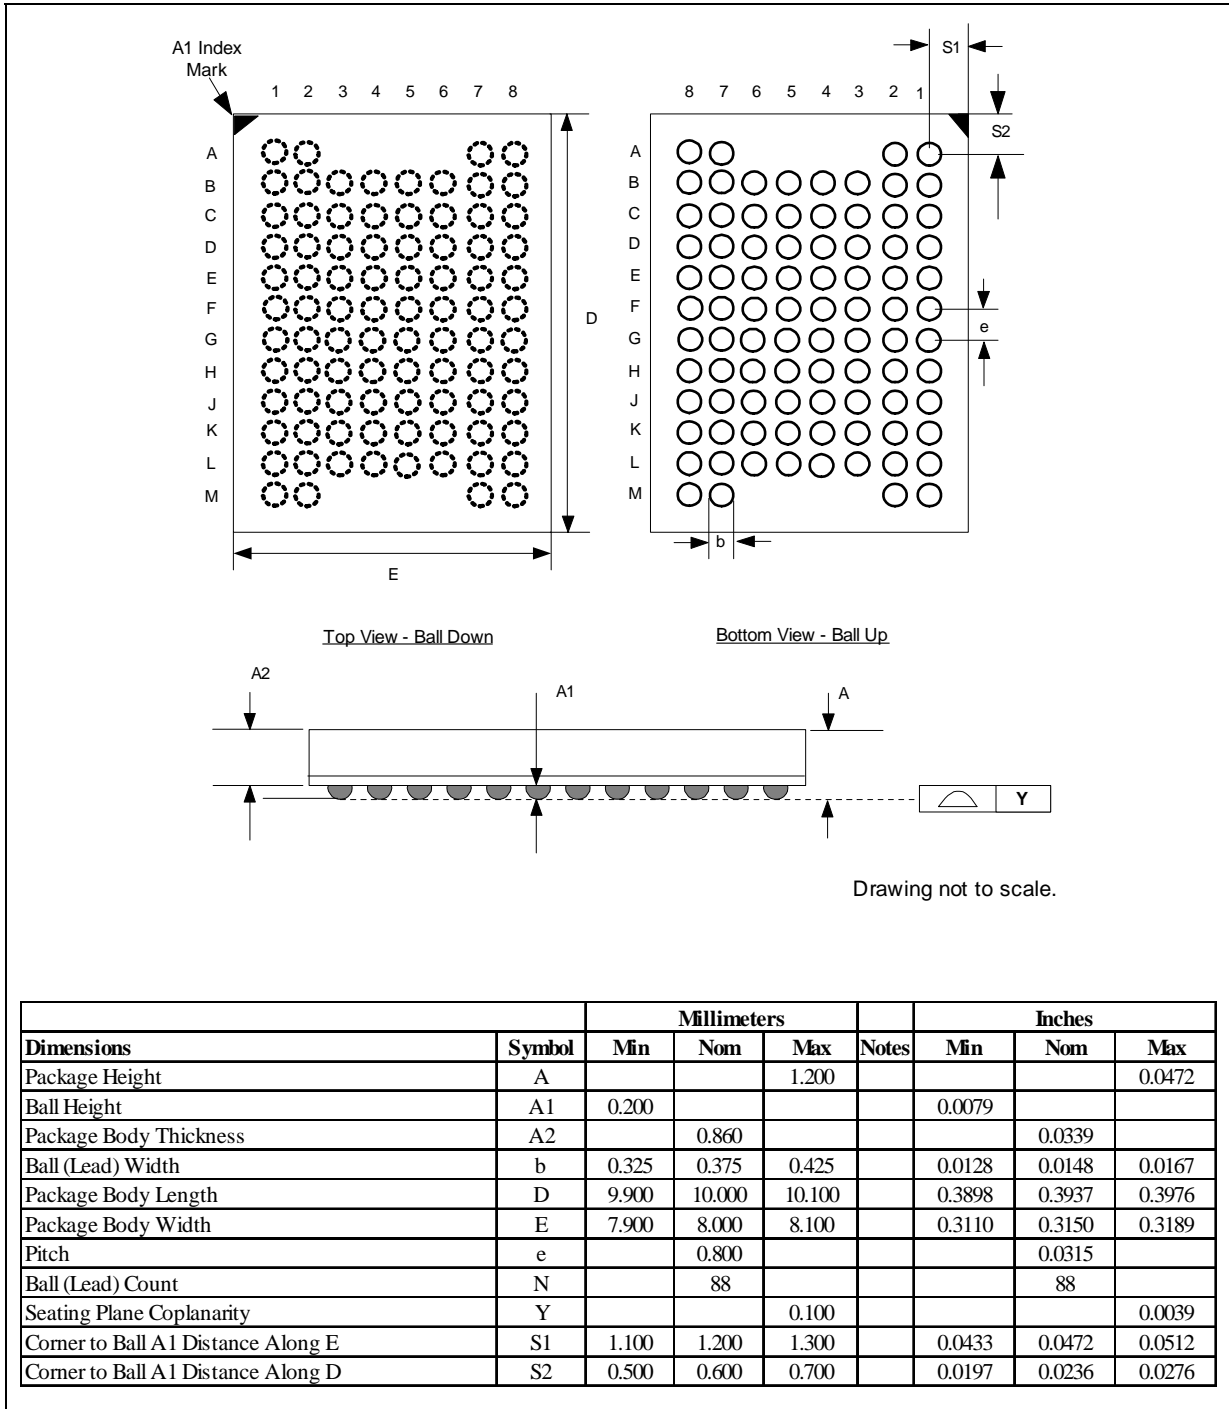 A1 Index
Mark
S1
1 2 3 4 5 6 7 8
8 7 6 5 4 3 2 1
S2
A A
B B
C C
D D
E E
F F
D
e
G G
H H
J J
K K
L L
M M
b
E
Top View - Ball Down
Bottom View - Ball Up
A2
A1
A
Y
Drawing not to scale.
Millimeters Inches
Dimensions Symbol Min Nom Max Notes Min Nom Max
Package Height A 1.200 0.0472
Ball Height A1 0.200 0.0079
Package Body Thickness A2 0.860 0.0339
Ball (Lead) Width b 0.325 0.375 0.425 0.0128 0.0148 0.0167
Package Body Length D 9.900 10.000 10.100 0.3898 0.3937 0.3976
Package Body Width E 7.900 8.000 8.100 0.3110 0.3150 0.3189
Pitch e 0.800 0.0315
Ball (Lead) Count N 88 88
Seating Plane Coplanarity Y 0.100 0.0039
Corner to Ball A1 Distance Along E S1 1.100 1.200 1.300 0.0433 0.0472 0.0512
Corner to Ball A1 Distance Along D S2 0.500 0.600 0.700 0.0197 0.0236 0.0276